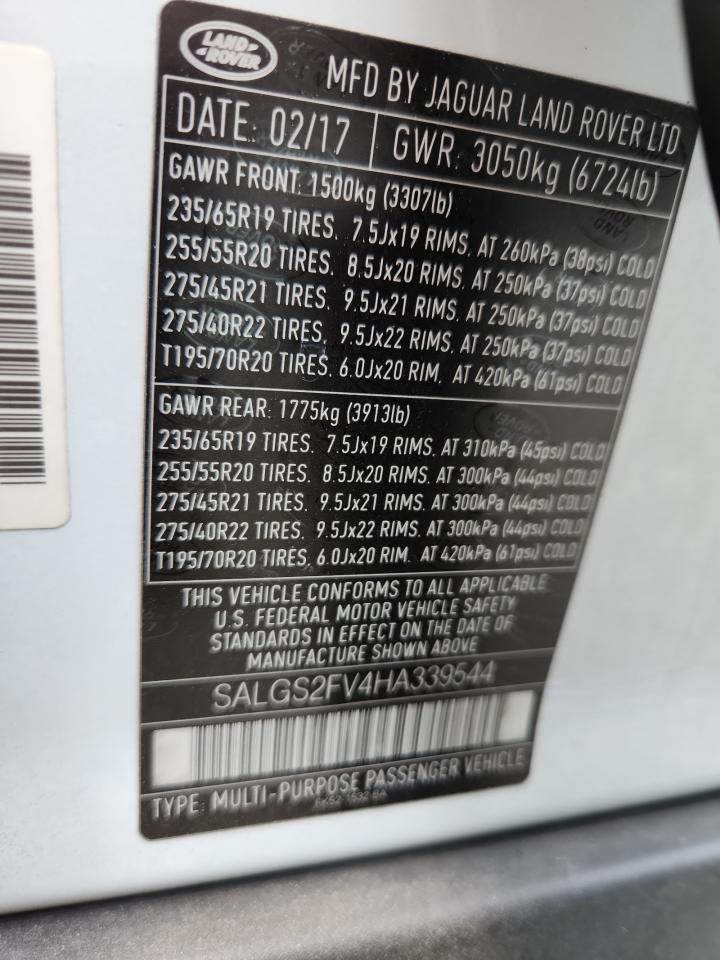 LAND ROVER
MFD BY JAGUAR LAND ROVER LTD
DATE: 02/17 GWR: 3050kg (6724lb)
GAWR FRONT: 1500kg (3307lb)
235/65R19 TIRES. 7.5Jx19 RIMS. AT 260kPa (38psi) COLD
255/55R20 TIRES. 8.5Jx20 RIMS. AT 250kPa (37psi) COLD
275/45R21 TIRES. 9.5Jx21 RIMS. AT 250kPa (37psi) COLD
275/40R22 TIRES. 9.5Jx22 RIMS. AT 250kPa (37psi) COLD
T195/70R20 TIRES. 6.0Jx20 RIM. AT 420kPa (61psi) COLD
GAWR REAR: 1775kg (3913lb)
235/65R19 TIRES. 7.5Jx19 RIMS. AT 310kPa (45psi) COLD
255/55R20 TIRES. 8.5Jx20 RIMS. AT 300kPa (44psi) COLD
275/45R21 TIRES. 9.5Jx21 RIMS. AT 300kPa (44psi) COLD
275/40R22 TIRES. 9.5Jx22 RIMS. AT 300kPa (44psi) COLD
T195/70R20 TIRES. 6.0Jx20 RIM. AT 420kPa (61psi) COLD
THIS VEHICLE CONFORMS TO ALL APPLICABLE
U.S. FEDERAL MOTOR VEHICLE SAFETY
STANDARDS IN EFFECT ON THE DATE OF
MANUFACTURE SHOWN ABOVE
SALGS2FV4HA339544
TYPE: MULTI-PURPOSE PASSENGER VEHICLE